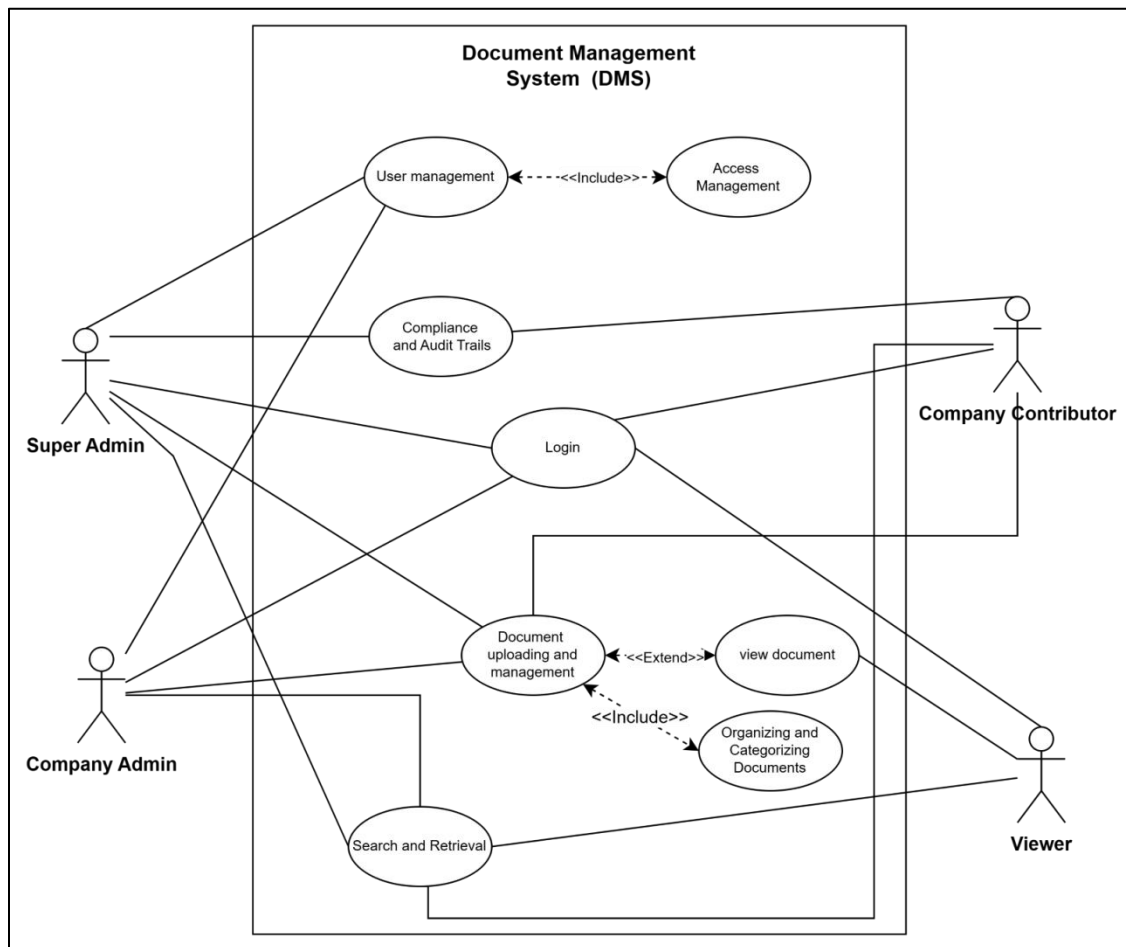 Document Management
System (DMS)
User management
<<Include>>
Access
Management
Compliance
and Audit Trails
Super Admin
Company Contributor
Login
Document
uploading and
management
<<Extend>>
view document
<<Include>>
Organizing and
Categorizing
Documents
Company Admin
Search and Retrieval
Viewer